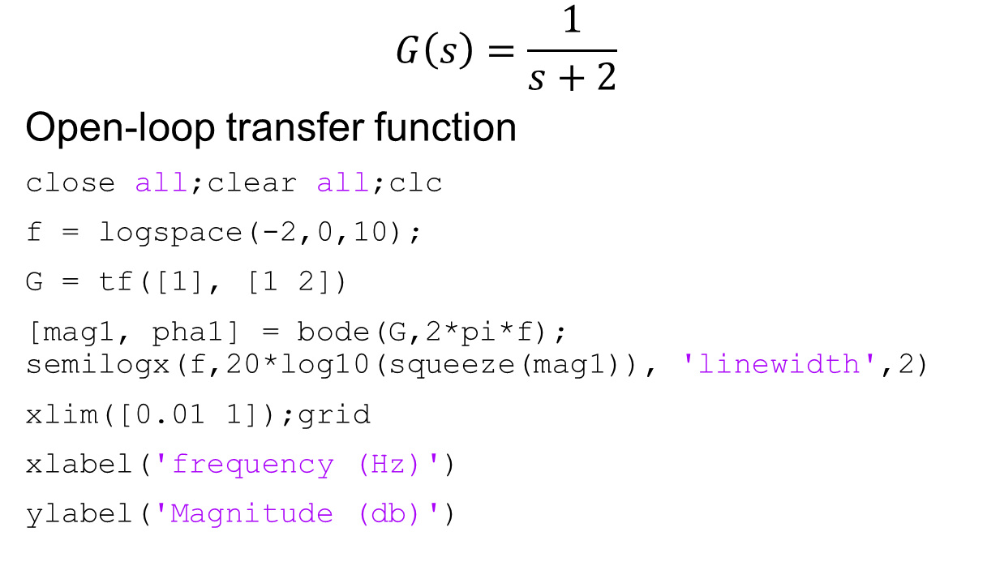 G(s) = 1/(s + 2)
Open-loop transfer function
close all;clear all;clc
f = logspace(-2,0,10);
G = tf([1], [1 2])
[mag1, pha1] = bode(G,2*pi*f);
semilogx(f,20*log10(squeeze(mag1)), 'linewidth',2)
xlim([0.01 1]);grid
xlabel('frequency (Hz)')
ylabel('Magnitude (db)')